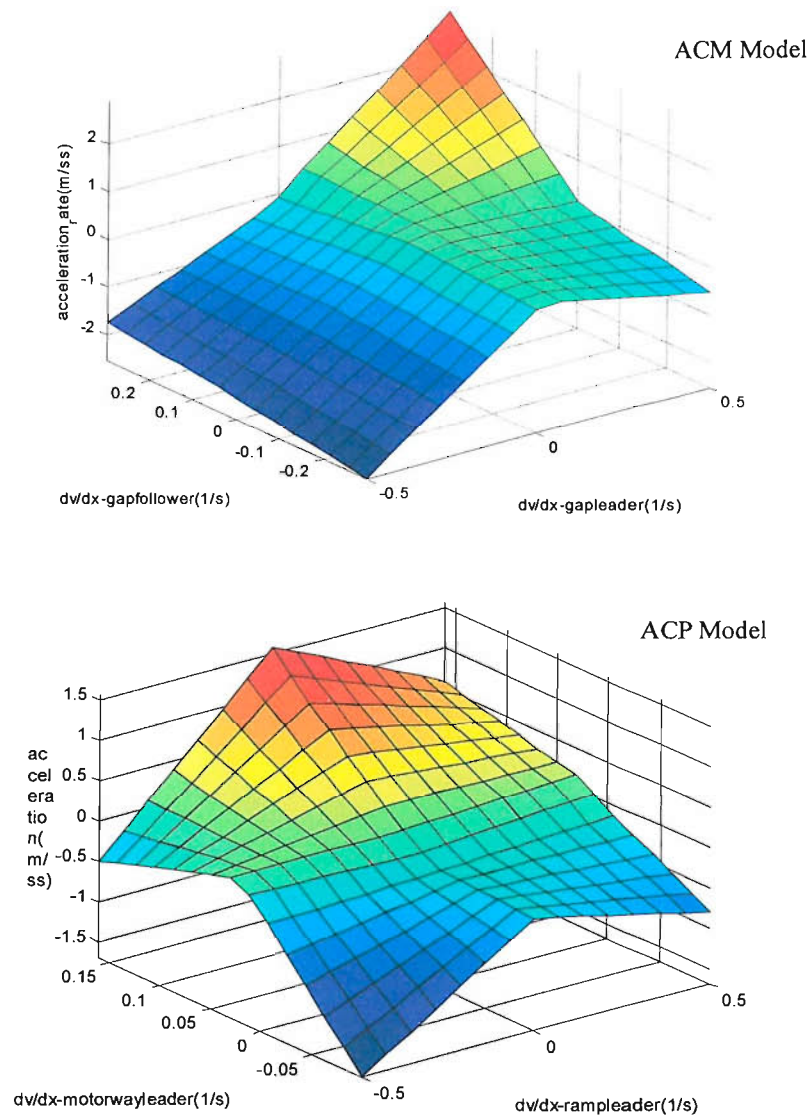 ACM Model
2
1
0
-1
-2
acceleration_rate(m/ss)
0.2
0.1
0
-0.1
-0.2
-0.5
0
0.5
dv/dx-gapfollower(1/s)
dv/dx-gapleader(1/s)
ACP Model
1.5
1
0.5
0
-0.5
-1
-1.5
ac
cel
era
tio
n(
m/
ss)
0.15
0.1
0.05
0
-0.05
-0.5
0
0.5
dv/dx-motorwayleader(1/s)
dv/dx-rampleader(1/s)